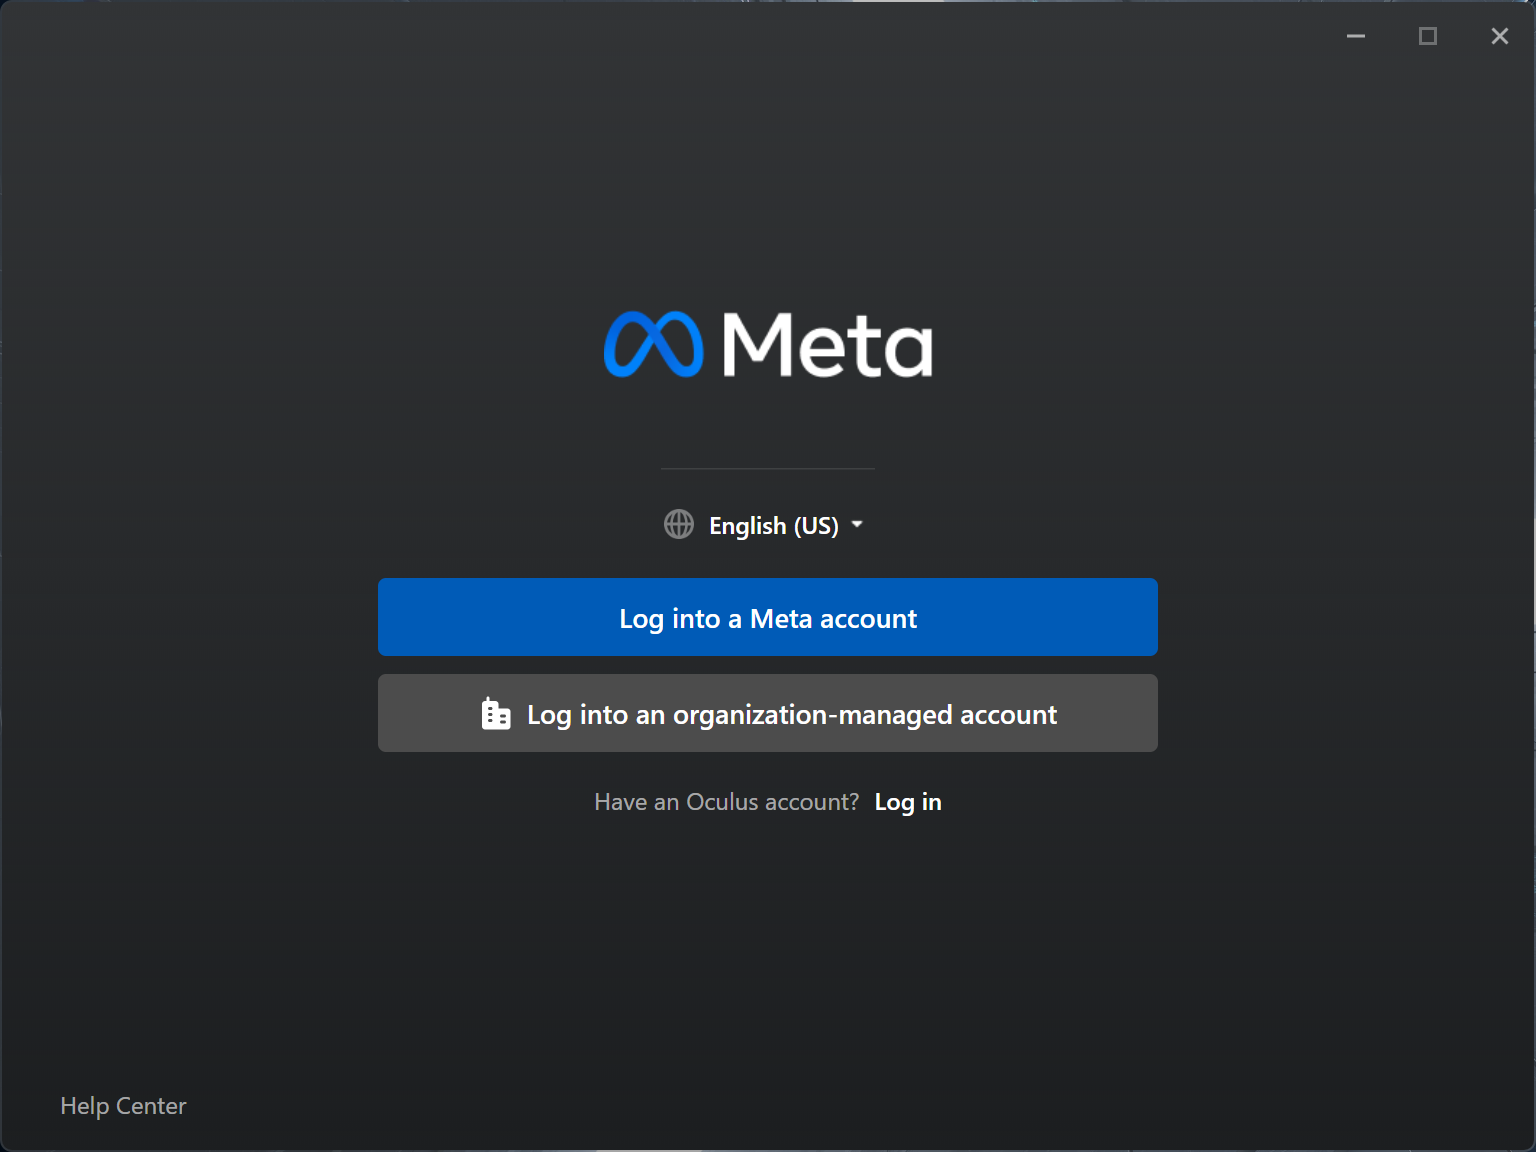 Meta
English (US)
Log into a Meta account
Log into an organization-managed account
Have an Oculus account? Log in
Help Center